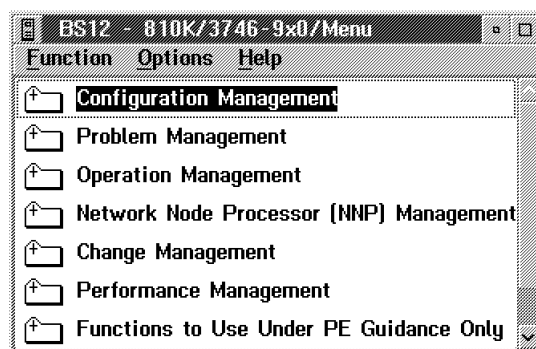 BS12 - 810K/3746-9x0/Menu
Function Options Help
Configuration Management
Problem Management
Operation Management
Network Node Processor (NNP) Management
Change Management
Performance Management
Functions to Use Under PE Guidance Only